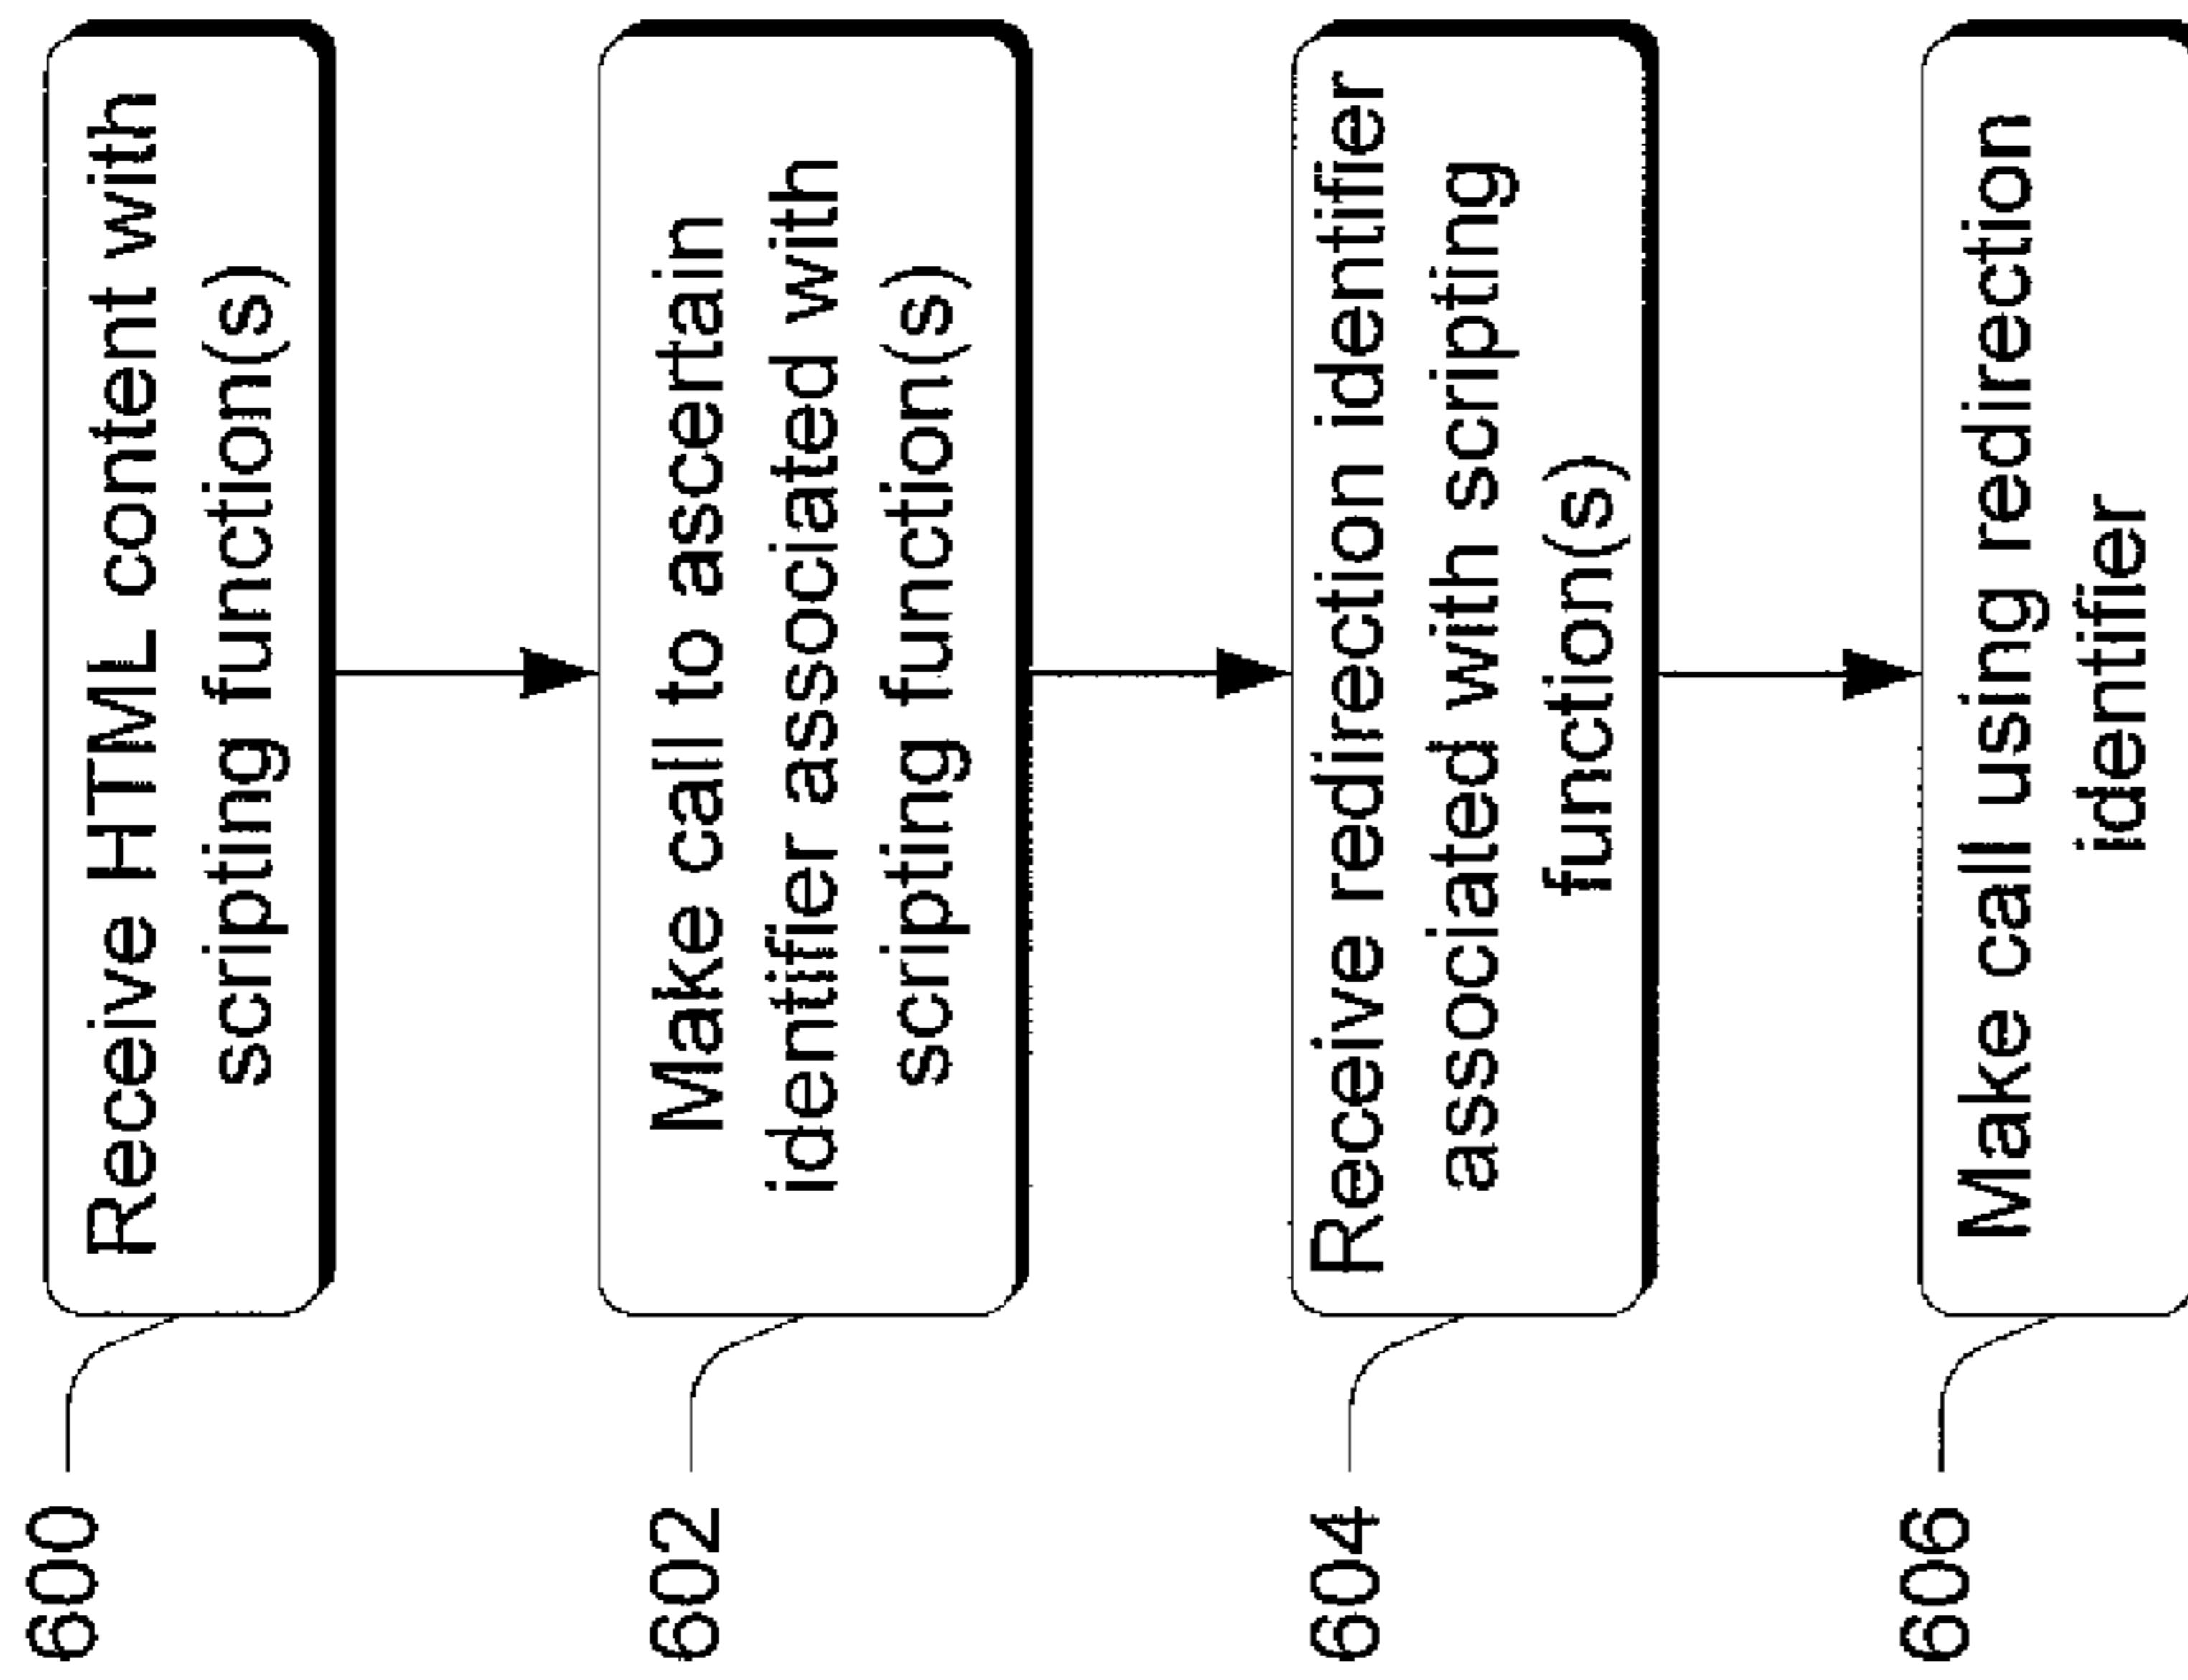 600
Receive HTML content with
scripting function(s)
602
Make call to ascertain
identifier associated with
scripting function(s)
604
Receive redirection identifier
associated with scripting
function(s)
606
Make call using redirection
identifier